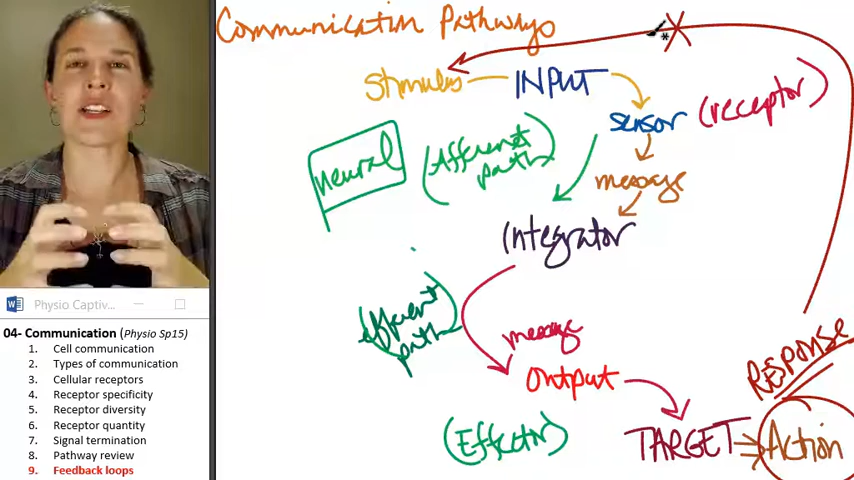 Communication Pathways
stimulus INPUT
sensor (receptor)
neural (Afferent path)
message
Integrator
efferent path
message
Output
RESPONSE
(Effector) TARGET Action
Physio Captiv...
04- Communication (Physio Sp15)
1. Cell communication
2. Types of communication
3. Cellular receptors
4. Receptor specificity
5. Receptor diversity
6. Receptor quantity
7. Signal termination
8. Pathway review
9. Feedback loops